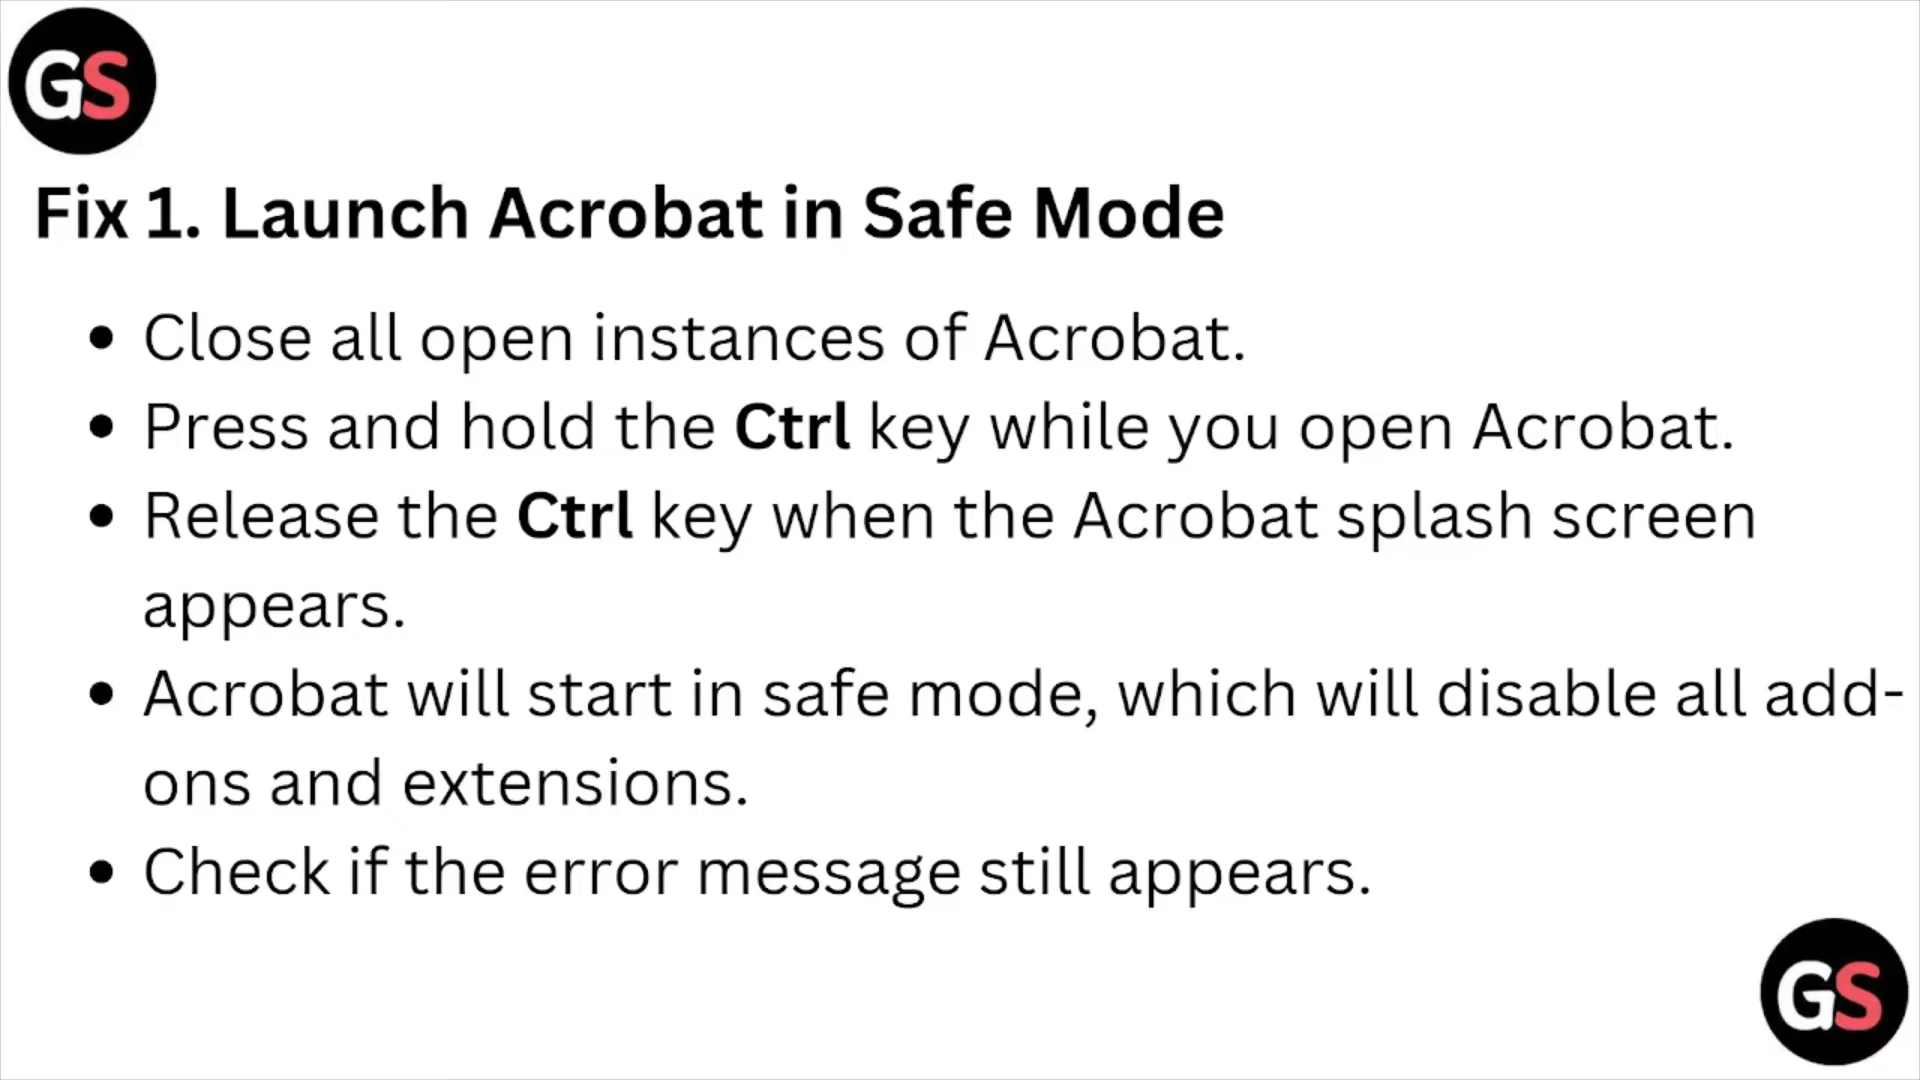 GS
Fix 1. Launch Acrobat in Safe Mode
• Close all open instances of Acrobat.
• Press and hold the Ctrl key while you open Acrobat.
• Release the Ctrl key when the Acrobat splash screen
appears.
• Acrobat will start in safe mode, which will disable all add-
ons and extensions.
• Check if the error message still appears.
GS